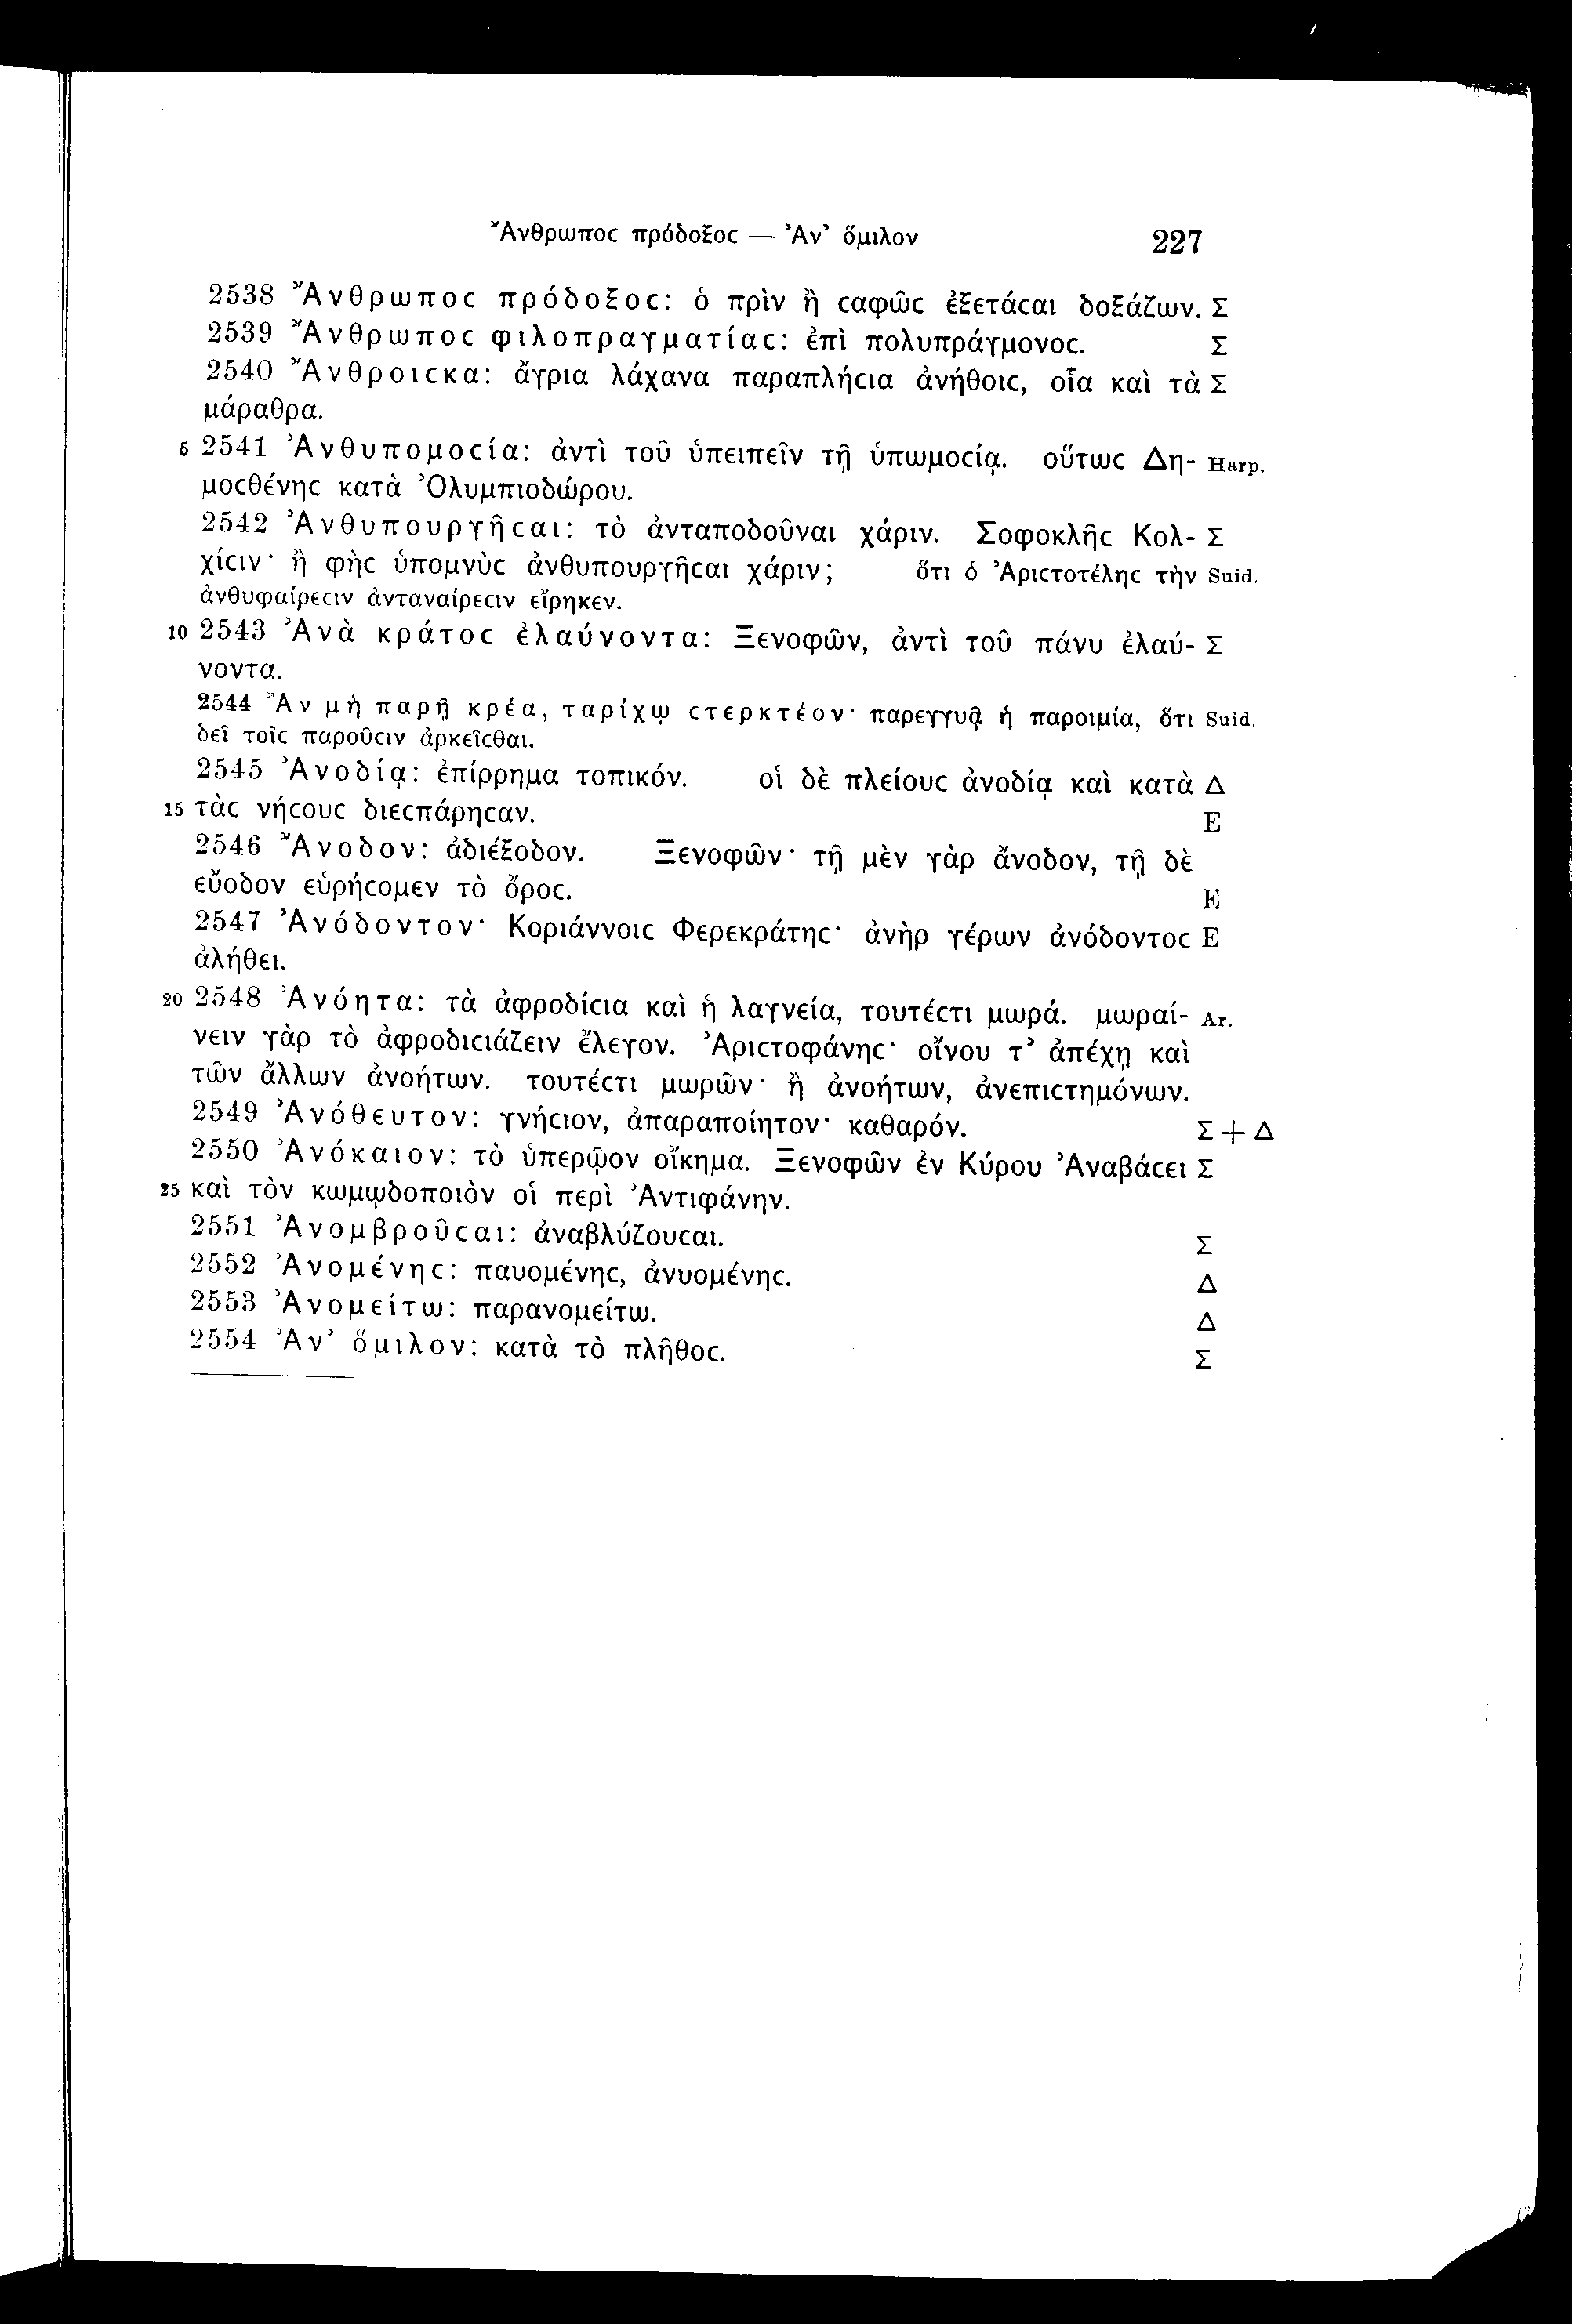 Ἄνθρωποϲ πρόδοξοϲ — Ἀν' ὅμιλον 227
2538 Ἄνθρωποϲ πρόδοξοϲ: ὁ πρὶν ἢ ϲαφῶϲ ἐξετάϲαι δοξάζων. Σ
2539 Ἄνθρωποϲ φιλοπραγματίαϲ: ἐπὶ πολυπράγμονοϲ. Σ
2540 Ἄνθροιϲκα: ἄγρια λάχανα παραπλήϲια ἀνήθοιϲ, οἷα καὶ τὰ Σ
μάραθρα.
5 2541 Ἀνθυπομοϲία: ἀντὶ τοῦ ὑπειπεῖν τῇ ὑπωμοϲίᾳ. οὕτωϲ Δη- Harp.
μοϲθένηϲ κατὰ Ὀλυμπιοδώρου.
2542 Ἀνθυπουργῆϲαι: τὸ ἀνταποδοῦναι χάριν. Σοφοκλῆϲ Κολ- Σ
χίϲιν· ἢ φῂϲ ὑπομνὺϲ ἀνθυπουργῆϲαι χάριν; ὅτι ὁ Ἀριϲτοτέληϲ τὴν Suid.
ἀνθυφαίρεϲιν ἀνταναίρεϲιν εἴρηκεν.
10 2543 Ἀνὰ κράτοϲ ἐλαύνοντα: Ξενοφῶν, ἀντὶ τοῦ πάνυ ἐλαύ- Σ
νοντα.
2544 Ἂν μὴ παρῇ κρέα, ταρίχῳ ϲτερκτέον· παρεγγυᾷ ἡ παροιμία, ὅτι Suid.
δεῖ τοῖϲ παροῦϲιν ἀρκεῖϲθαι.
2545 Ἀνοδίᾳ: ἐπίρρημα τοπικόν. οἱ δὲ πλείουϲ ἀνοδίᾳ καὶ κατὰ Δ
15 τὰϲ νήϲουϲ διεϲπάρηϲαν. E
2546 Ἄνοδον: ἀδιέξοδον. Ξενοφῶν· τῇ μὲν γὰρ ἄνοδον, τῇ δὲ
εὔοδον εὑρήϲομεν τὸ ὄροϲ. E
2547 Ἀνόδοντον· Κοριάννοιϲ Φερεκράτηϲ· ἀνὴρ γέρων ἀνόδοντοϲ E
ἀλήθει.
20 2548 Ἀνόητα: τὰ ἀφροδίϲια καὶ ἡ λαγνεία, τουτέϲτι μωρά. μωραί- Ar.
νειν γὰρ τὸ ἀφροδιϲιάζειν ἔλεγον. Ἀριϲτοφάνηϲ· οἴνου τ' ἀπέχῃ καὶ
τῶν ἄλλων ἀνοήτων. τουτέϲτι μωρῶν· ἢ ἀνοήτων, ἀνεπιϲτημόνων.
2549 Ἀνόθευτον: γνήϲιον, ἀπαραποίητον· καθαρόν. Σ + Δ
2550 Ἀνόκαιον: τὸ ὑπερῷον οἴκημα. Ξενοφῶν ἐν Κύρου Ἀναβάϲει Σ
25 καὶ τὸν κωμῳδοποιὸν οἱ περὶ Ἀντιφάνην.
2551 Ἀνομβροῦϲαι: ἀναβλύζουϲαι. Σ
2552 Ἀνομένηϲ: παυομένηϲ, ἀνυομένηϲ. Δ
2553 Ἀνομείτω: παρανομείτω. Δ
2554 Ἀν' ὅμιλον: κατὰ τὸ πλῆθοϲ. Σ